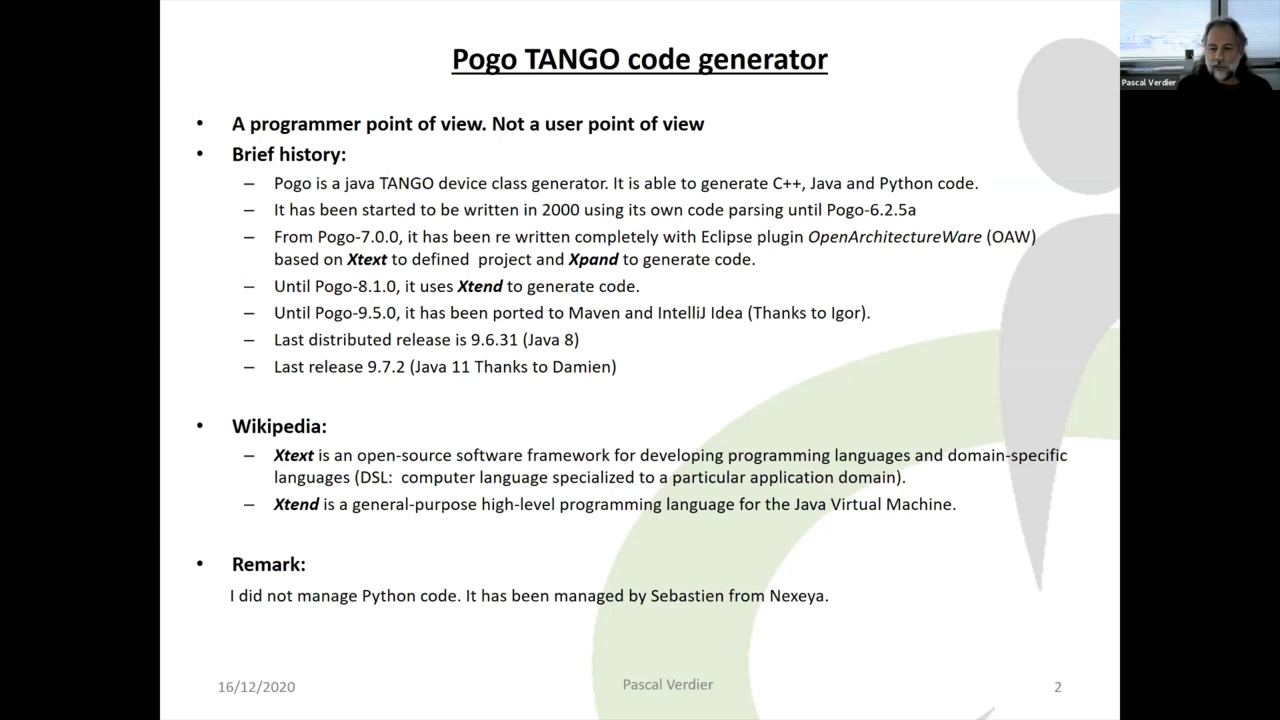 Pogo TANGO code generator
Pascal Verdier
• A programmer point of view. Not a user point of view
• Brief history:
– Pogo is a java TANGO device class generator. It is able to generate C++, Java and Python code.
– It has been started to be written in 2000 using its own code parsing until Pogo-6.2.5a
– From Pogo-7.0.0, it has been re written completely with Eclipse plugin OpenArchitectureWare (OAW)
based on Xtext to defined project and Xpand to generate code.
– Until Pogo-8.1.0, it uses Xtend to generate code.
– Until Pogo-9.5.0, it has been ported to Maven and IntelliJ Idea (Thanks to Igor).
– Last distributed release is 9.6.31 (Java 8)
– Last release 9.7.2 (Java 11 Thanks to Damien)
• Wikipedia:
– Xtext is an open-source software framework for developing programming languages and domain-specific
languages (DSL: computer language specialized to a particular application domain).
– Xtend is a general-purpose high-level programming language for the Java Virtual Machine.
• Remark:
I did not manage Python code. It has been managed by Sebastien from Nexeya.
16/12/2020
Pascal Verdier
2